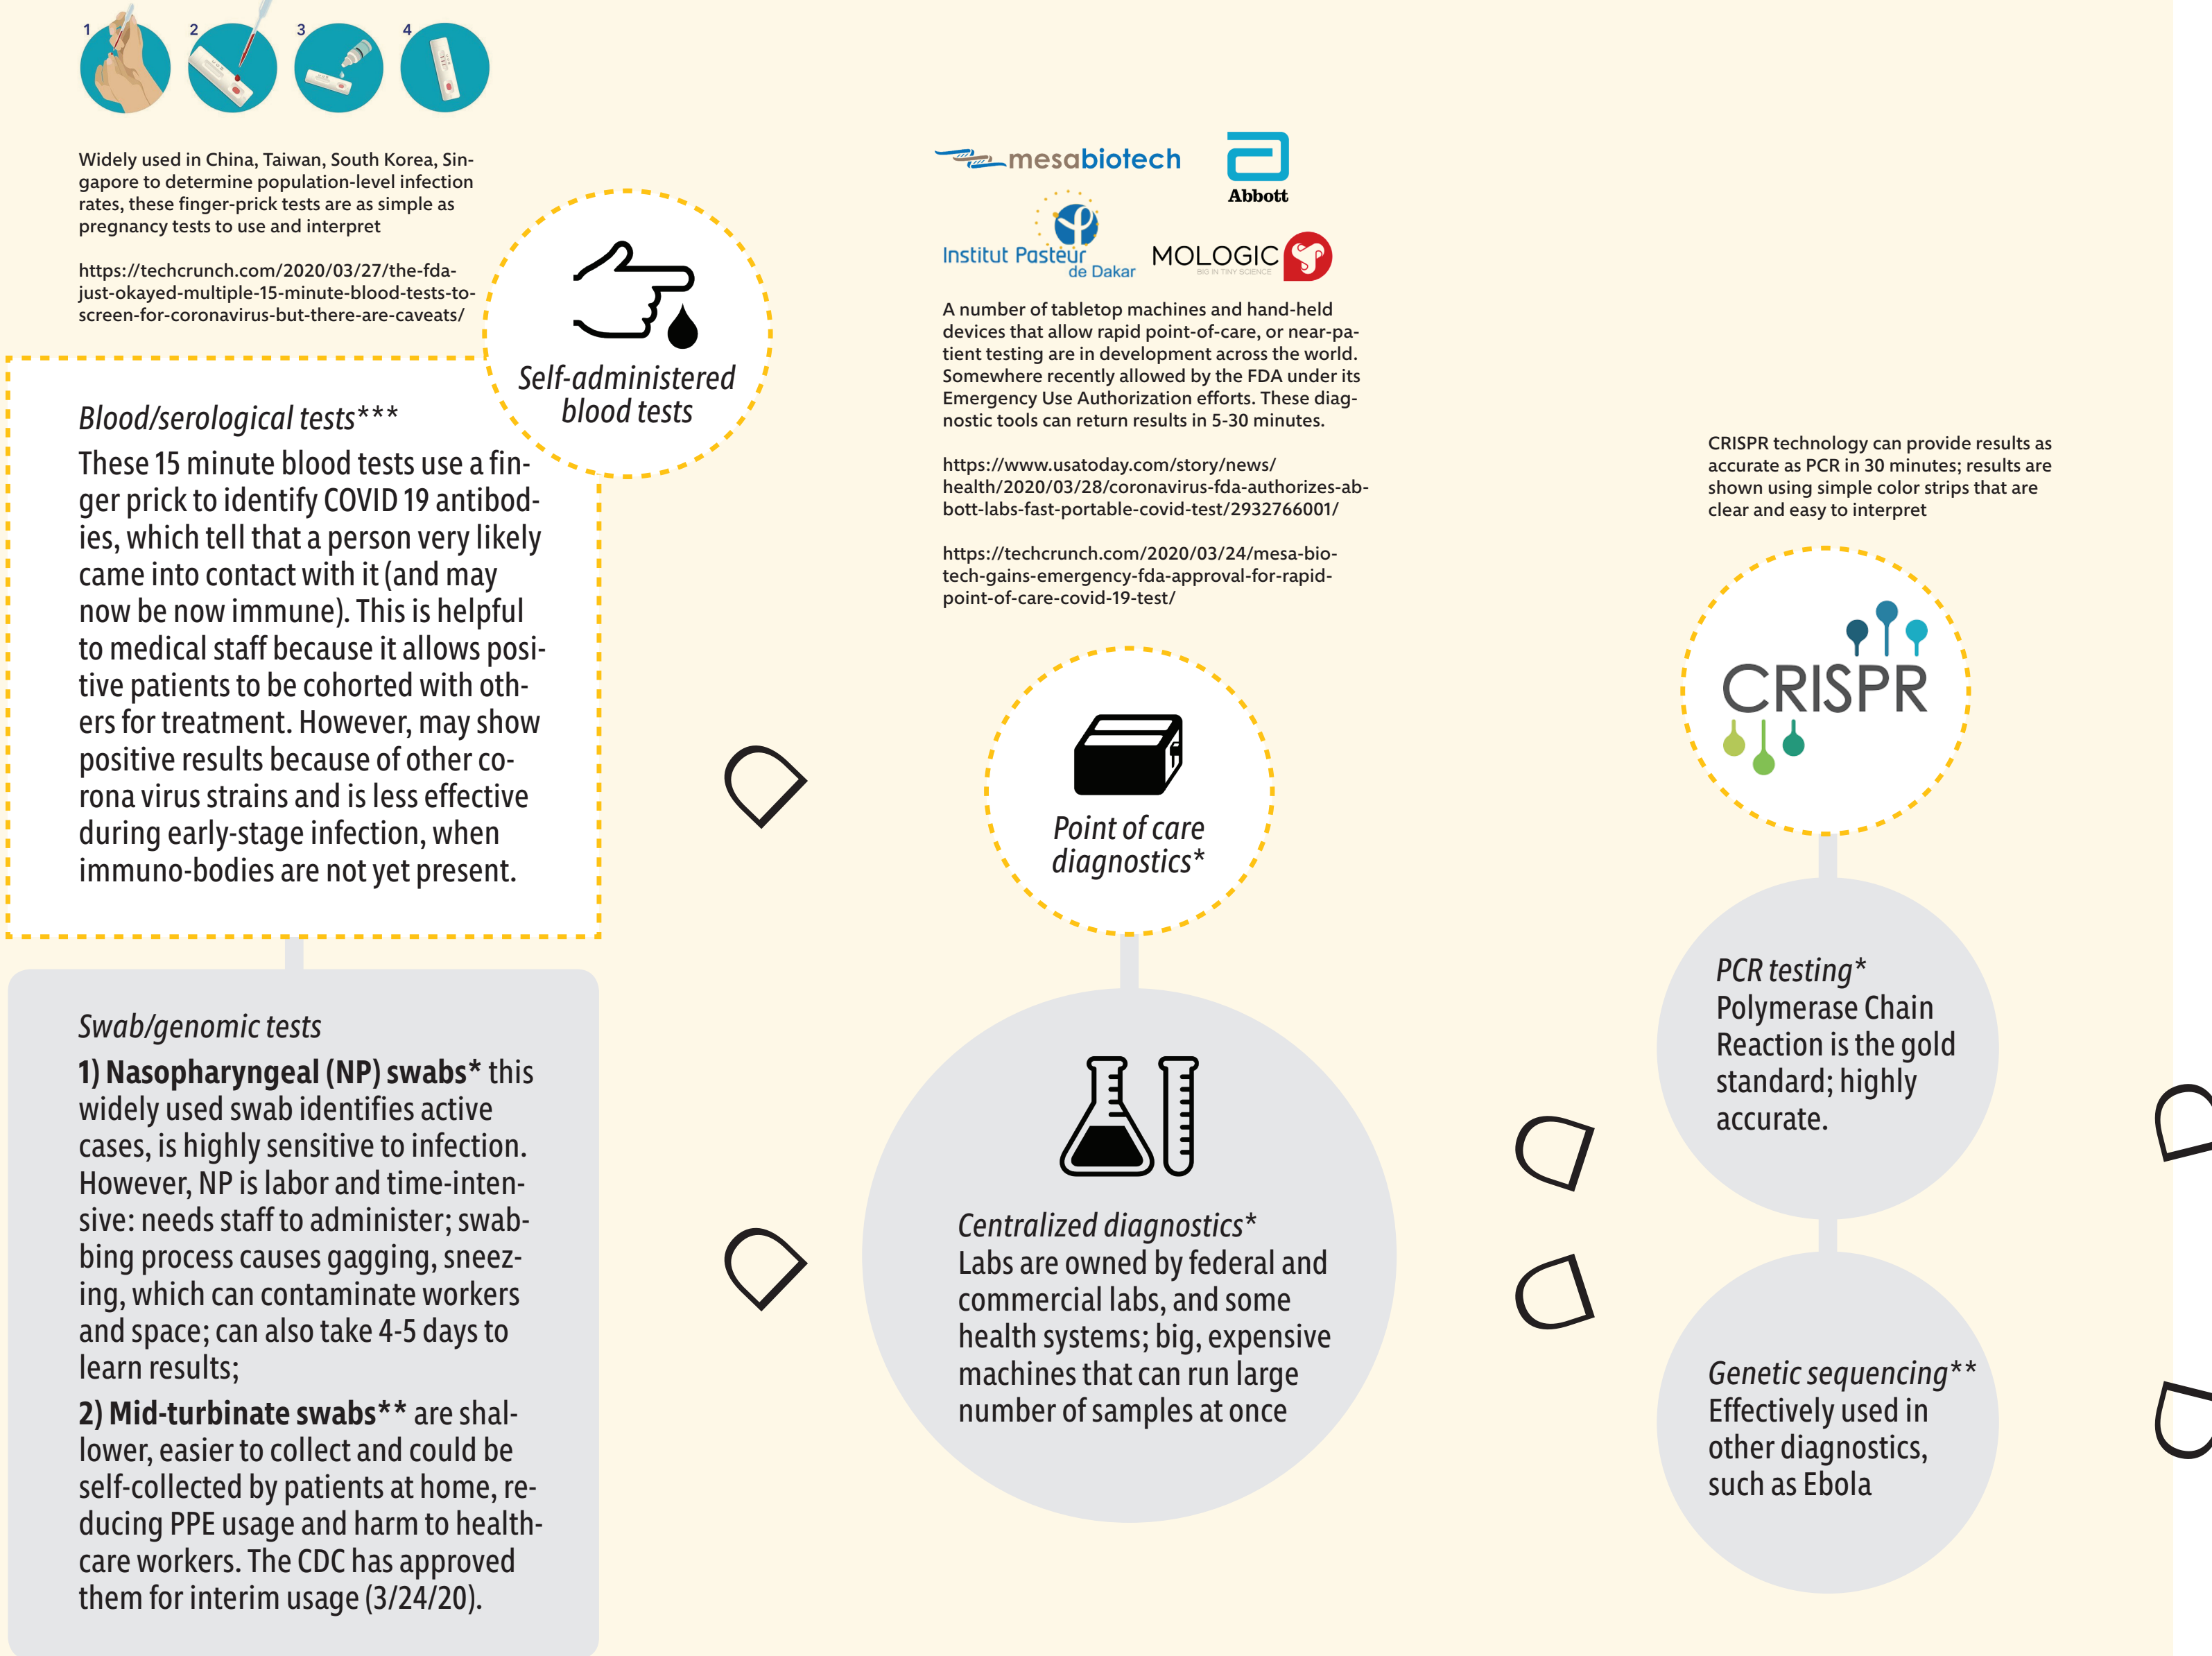 1 2 3 4
Widely used in China, Taiwan, South Korea, Sin-
gapore to determine population-level infection
rates, these finger-prick tests are as simple as
pregnancy tests to use and interpret
https://techcrunch.com/2020/03/27/the-fda-
just-okayed-multiple-15-minute-blood-tests-to-
screen-for-coronavirus-but-there-are-caveats/
Self-administered
blood tests
Blood/serological tests***
These 15 minute blood tests use a fin-
ger prick to identify COVID 19 antibod-
ies, which tell that a person very likely
came into contact with it (and may
now be now immune). This is helpful
to medical staff because it allows posi-
tive patients to be cohorted with oth-
ers for treatment. However, may show
positive results because of other co-
rona virus strains and is less effective
during early-stage infection, when
immuno-bodies are not yet present.
Swab/genomic tests
1) Nasopharyngeal (NP) swabs* this
widely used swab identifies active
cases, is highly sensitive to infection.
However, NP is labor and time-inten-
sive: needs staff to administer; swab-
bing process causes gagging, sneez-
ing, which can contaminate workers
and space; can also take 4-5 days to
learn results;
2) Mid-turbinate swabs** are shal-
lower, easier to collect and could be
self-collected by patients at home, re-
ducing PPE usage and harm to health-
care workers. The CDC has approved
them for interim usage (3/24/20).
mesabiotech
Abbott
Institut Pasteur
de Dakar
MOLOGIC
BIG IN TINY SCIENCE
A number of tabletop machines and hand-held
devices that allow rapid point-of-care, or near-pa-
tient testing are in development across the world.
Somewhere recently allowed by the FDA under its
Emergency Use Authorization efforts. These diag-
nostic tools can return results in 5-30 minutes.
https://www.usatoday.com/story/news/
health/2020/03/28/coronavirus-fda-authorizes-ab-
bott-labs-fast-portable-covid-test/2932766001/
https://techcrunch.com/2020/03/24/mesa-bio-
tech-gains-emergency-fda-approval-for-rapid-
point-of-care-covid-19-test/
Point of care
diagnostics*
Centralized diagnostics*
Labs are owned by federal and
commercial labs, and some
health systems; big, expensive
machines that can run large
number of samples at once
CRISPR technology can provide results as
accurate as PCR in 30 minutes; results are
shown using simple color strips that are
clear and easy to interpret
CRISPR
PCR testing*
Polymerase Chain
Reaction is the gold
standard; highly
accurate.
Genetic sequencing**
Effectively used in
other diagnostics,
such as Ebola